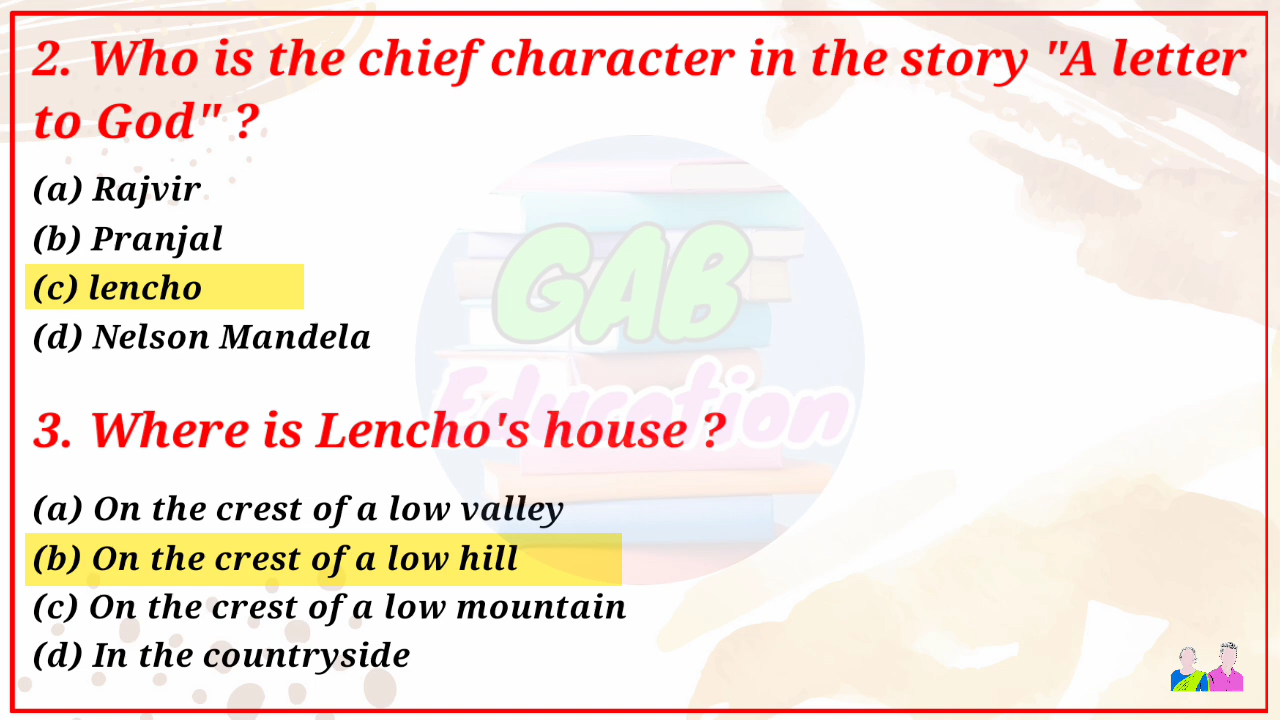 2. Who is the chief character in the story "A letter
to God" ?
(a) Rajvir
(b) Pranjal
(c) lencho
(d) Nelson Mandela
GAB
Education
3. Where is Lencho's house ?
(a) On the crest of a low valley
(b) On the crest of a low hill
(c) On the crest of a low mountain
(d) In the countryside